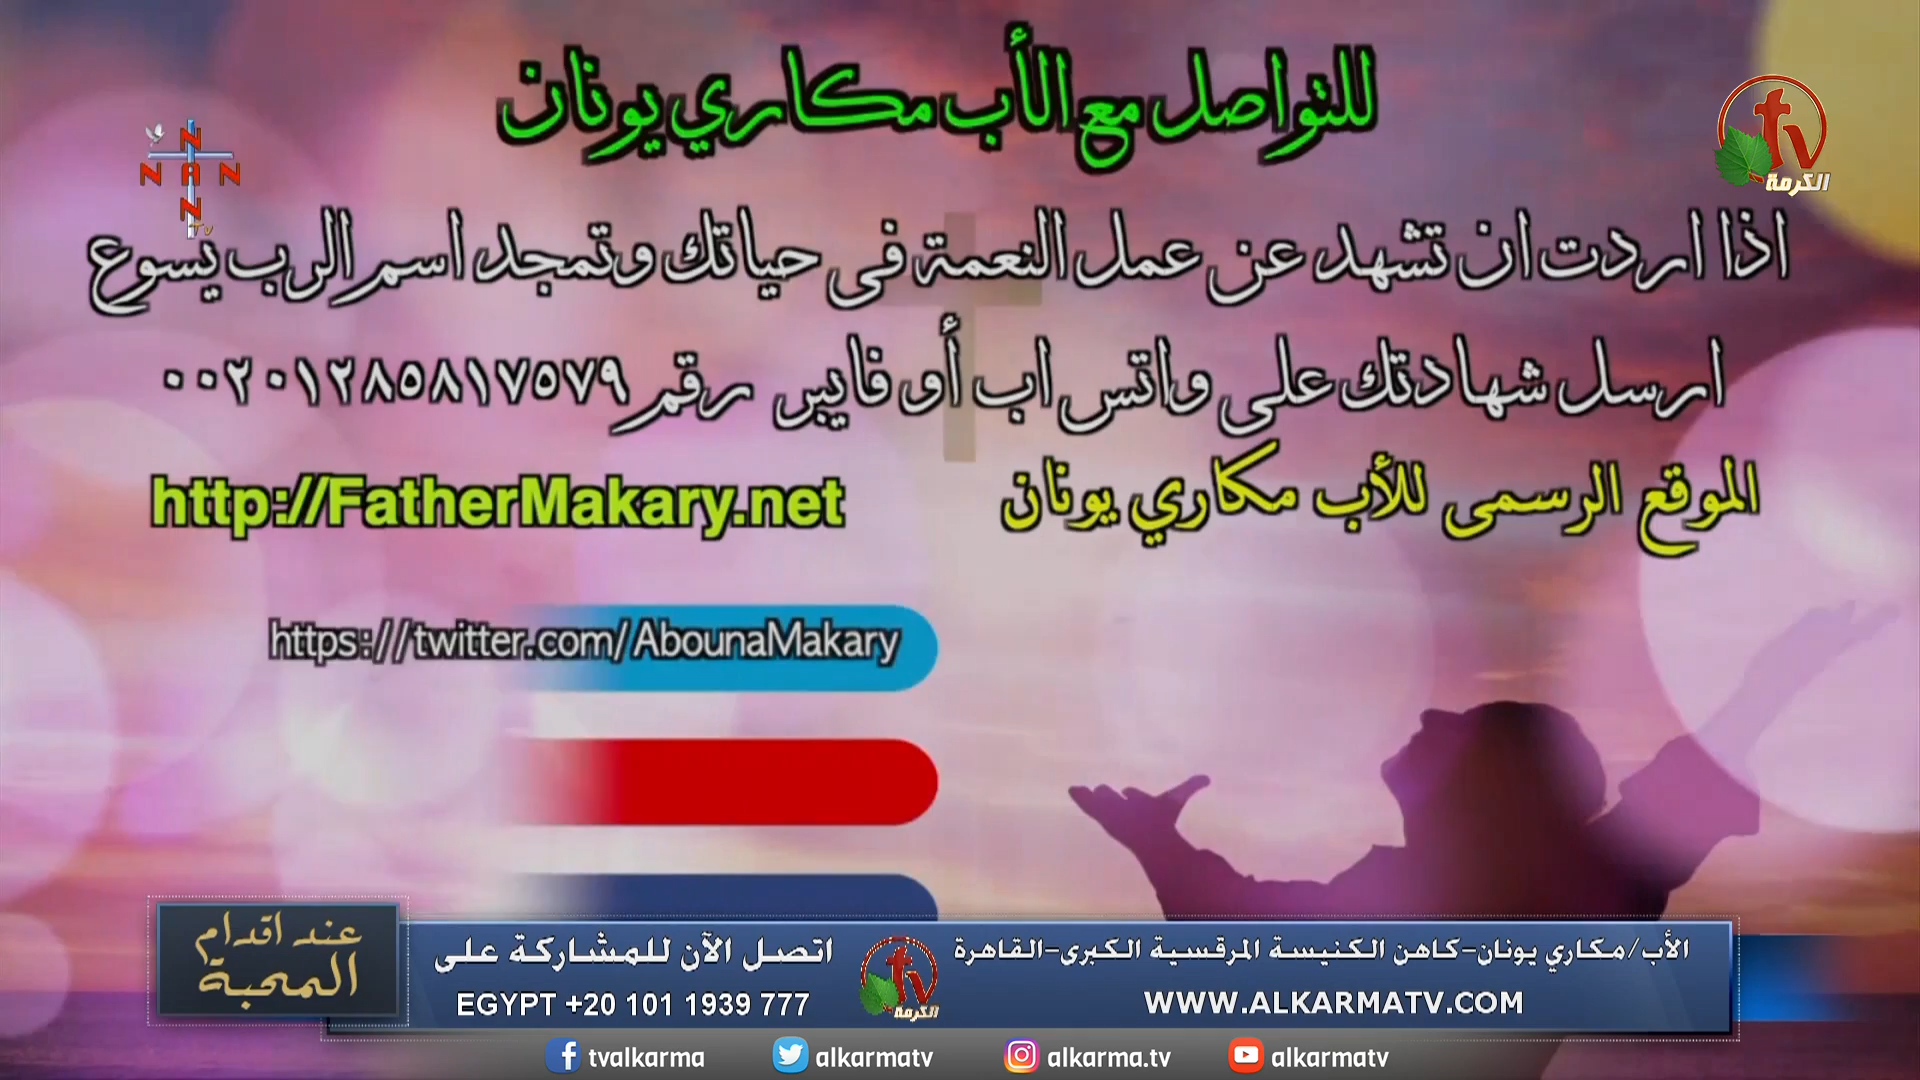 للتواصل مع الأب مكاري يونان
N
N A N
N
TV
tv
الكرمة
اذا اردت ان تشهد عن عمل النعمة فى حياتك وتمجد اسم الرب يسوع
ارسل شهادتك على واتس اب أو فايبر رقم ٠٠٢٠١٢٨٥٨١٧٥٧٩
الموقع الرسمى للأب مكاري يونان http://FatherMakary.net
https://twitter.com/AbounaMakary
الأب/مكاري يونان-كاهن الكنيسة المرقسية الكبرى-القاهرة
WWW.ALKARMATV.COM
tv
الكرمة
اتصل الآن للمشاركة على
EGYPT +20 101 1939 777
عند اقدام
المحبة
tvalkarma alkarmatv alkarma.tv alkarmatv